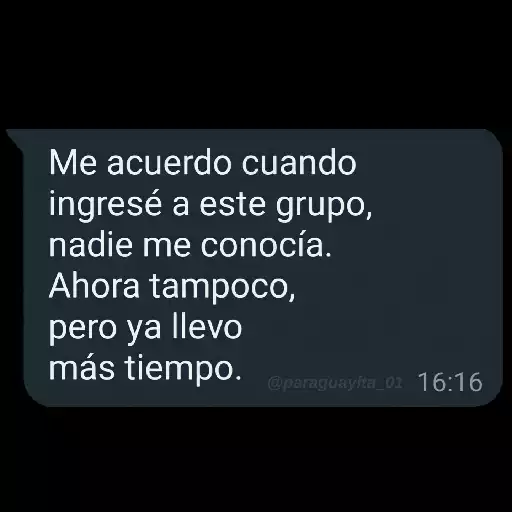 Me acuerdo cuando
ingresé a este grupo,
nadie me conocía.
Ahora tampoco,
pero ya llevo
más tiempo.
@paraguayita_01 16:16